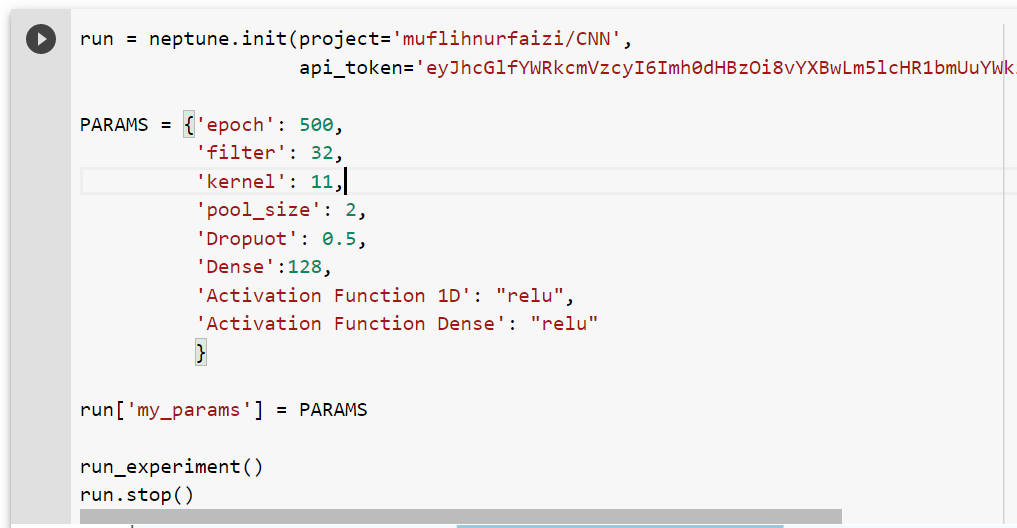 run = neptune.init(project='muflihnurfaizi/CNN',
api_token='eyJhcGlfYWRkcmVzcyI6Imh0dHBzOi8vYXBwLm5lcHR1bmUuYWk
PARAMS = {'epoch': 500,
'filter': 32,
'kernel': 11,
'pool_size': 2,
'Dropuot': 0.5,
'Dense':128,
'Activation Function 1D': "relu",
'Activation Function Dense': "relu"
}
run['my_params'] = PARAMS
run_experiment()
run.stop()